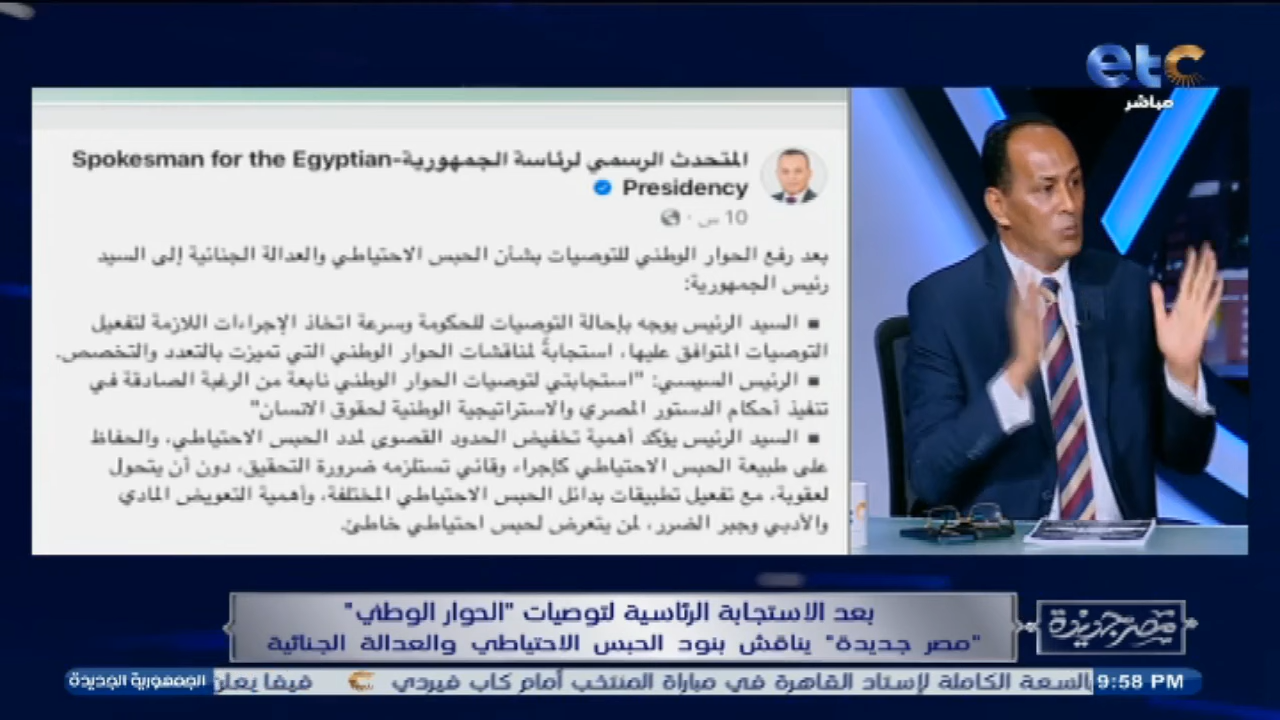 etc
مباشر
المتحدث الرسمي لرئاسة الجمهورية-Spokesman for the Egyptian
Presidency
10 س ·
بعد رفع الحوار الوطني للتوصيات بشأن الحبس الاحتياطي والعدالة الجنائية إلى السيد
رئيس الجمهورية:
▪ السيد الرئيس يوجه بإحالة التوصيات للحكومة وسرعة اتخاذ الإجراءات اللازمة لتفعيل
التوصيات المتوافق عليها، استجابةً لمناقشات الحوار الوطني التي تميزت بالتعدد والتخصص.
▪ الرئيس السيسي: "استجابتي لتوصيات الحوار الوطني نابعة من الرغبة الصادقة في
تنفيذ أحكام الدستور المصري والاستراتيجية الوطنية لحقوق الانسان"
▪ السيد الرئيس يؤكد أهمية تخفيض الحدود القصوى لمدد الحبس الاحتياطي، والحفاظ
على طبيعة الحبس الاحتياطي كإجراء وقائي تستلزمه ضرورة التحقيق، دون أن يتحول
لعقوبة، مع تفعيل تطبيقات بدائل الحبس الاحتياطي المختلفة، وأهمية التعويض المادي
والأدبي وجبر الضرر، لمن يتعرض لحبس احتياطي خاطئ.
بعد الاستجابة الرئاسية لتوصيات "الحوار الوطني"
"مصر جديدة" يناقش بنود الحبس الاحتياطي والعدالة الجنائية
مصر جديدة
9:58 PM
بالسعة الكاملة لإستاد القاهرة في مباراة المنتخب أمام كاب فيردي
فيفا يعلن
الجمهورية الجديدة